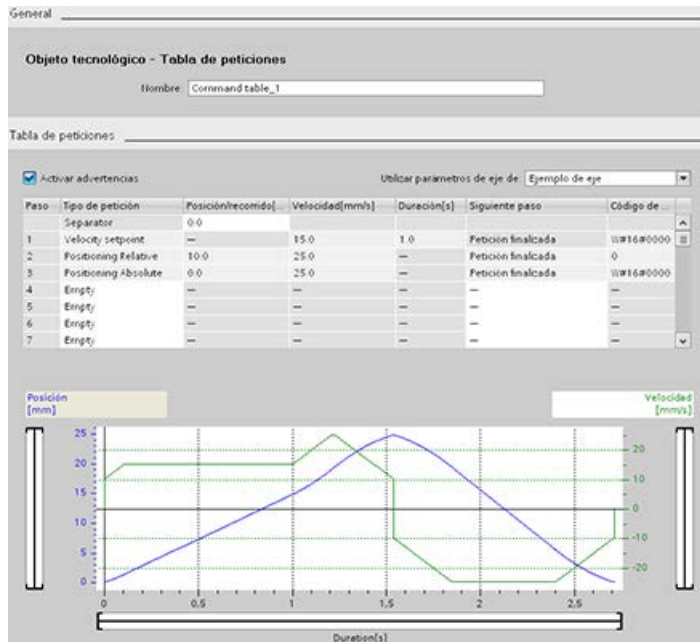 General
Objeto tecnológico - Tabla de peticiones
Nombre: Command table_1
Tabla de peticiones
Activar advertencias Utilizar parámetros de eje de Ejemplo de eje
Paso Tipo de petición Posición/recorrido[... Velocidad[mm/s] Duración[s] Siguiente paso Código de ...
Separator 0.0
1 Velocity setpoint — 15.0 1.0 Petición finalizada W#16#0000
2 Positioning Relative 10.0 25.0 — Petición finalizada 0
3 Positioning Absolute 0.0 25.0 — Petición finalizada W#16#0000
4 Empty — — — — —
5 Empty — — — — —
6 Empty — — — — —
7 Empty — — — — —
Posición Velocidad
[mm] [mm/s]
25 20
20 10
15 0
10 -10
5 -20
0
0 0.5 1 1.5 2 2.5
Duration[s]